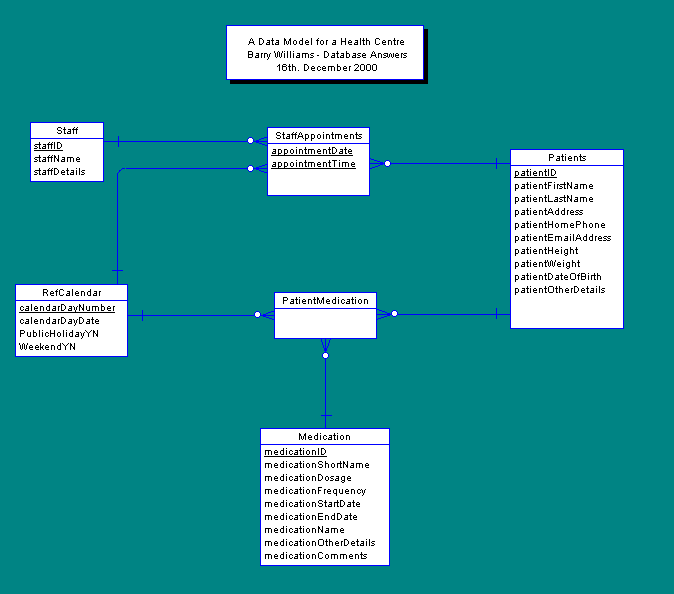 A Data Model for a Health Centre
Barry Williams - Database Answers
16th. December 2000
Staff
staffID
staffName
staffDetails
StaffAppointments
appointmentDate
appointmentTime
Patients
patientID
patientFirstName
patientLastName
patientAddress
patientHomePhone
patientEmailAddress
patientHeight
patientWeight
patientDateOfBirth
patientOtherDetails
RefCalendar
calendarDayNumber
calendarDayDate
PublicHolidayYN
WeekendYN
PatientMedication
Medication
medicationID
medicationShortName
medicationDosage
medicationFrequency
medicationStartDate
medicationEndDate
medicationName
medicationOtherDetails
medicationComments